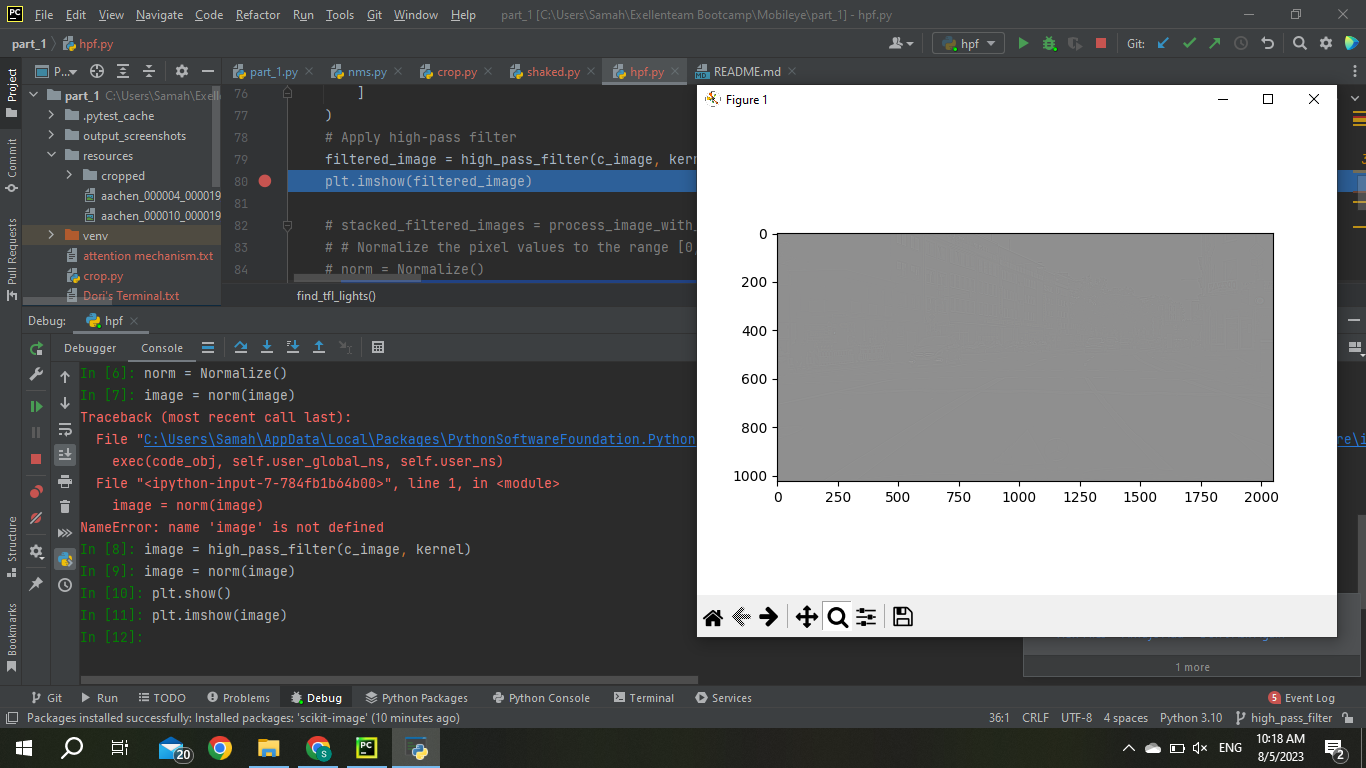 File Edit View Navigate Code Refactor Run Tools Git Window Help part_1 [C:\Users\Samah\Exellenteam Bootcamp\Mobileye\part_1] - hpf.py
part_1 hpf.py hpf Git:
Project P... part_1.py nms.py crop.py shaked.py hpf.py README.md
part_1 C:\Users\Samah\Exelle
.pytest_cache
output_screenshots
resources
cropped
aachen_000004_000019
aachen_000010_000019
venv
attention mechanism.txt
crop.py
Dori's Terminal.txt
76 ]
77 )
78 # Apply high-pass filter
79 filtered_image = high_pass_filter(c_image, kern
80 plt.imshow(filtered_image)
81
82 # stacked_filtered_images = process_image_with_
83 # # Normalize the pixel values to the range [0,
84 # norm = Normalize()
find_tfl_lights()
Commit
Pull Requests
Structure
Bookmarks
Debug: hpf
Debugger Console
In [6]: norm = Normalize()
In [7]: image = norm(image)
Traceback (most recent call last):
File "C:\Users\Samah\AppData\Local\Packages\PythonSoftwareFoundation.Python
exec(code_obj, self.user_global_ns, self.user_ns)
File "<ipython-input-7-784fb1b64b00>", line 1, in <module>
image = norm(image)
NameError: name 'image' is not defined
In [8]: image = high_pass_filter(c_image, kernel)
In [9]: image = norm(image)
In [10]: plt.show()
In [11]: plt.imshow(image)
In [12]:
Figure 1
0
200
400
600
800
1000
0 250 500 750 1000 1250 1500 1750 2000
1 more
Git Run TODO Problems Debug Python Packages Python Console Terminal Services 5 Event Log
Packages installed successfully: Installed packages: 'scikit-image' (10 minutes ago) 36:1 CRLF UTF-8 4 spaces Python 3.10 high_pass_filter
20 ENG 10:18 AM
8/5/2023 2